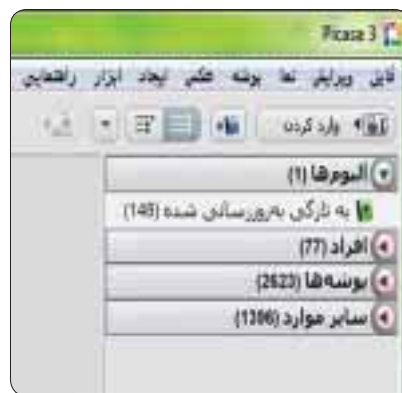 Picasa 3
فایل ویرایش نما پوشه عکس ایجاد ابزار راهنمایی
وارد کردن
آلبوم‌ها (1)
به تازگی به‌روزرسانی شده (148)
افراد (77)
پوشه‌ها (2623)
سایر موارد (1306)